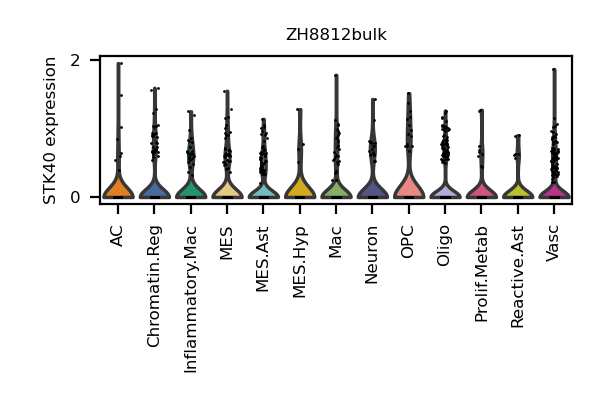 ZH8812bulk
STK40 expression
2
0
AC
Chromatin.Reg
Inflammatory.Mac
MES
MES.Ast
MES.Hyp
Mac
Neuron
OPC
Oligo
Prolif.Metab
Reactive.Ast
Vasc